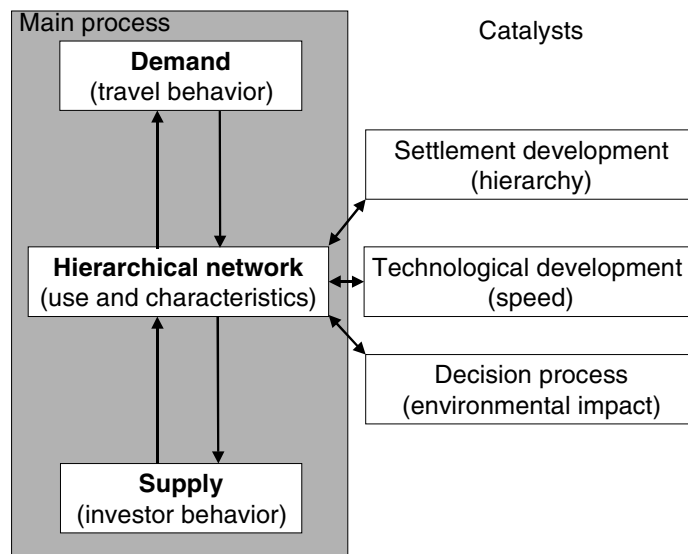 Main process
Catalysts
Demand
(travel behavior)
Settlement development
(hierarchy)
Hierarchical network
(use and characteristics)
Technological development
(speed)
Decision process
(environmental impact)
Supply
(investor behavior)